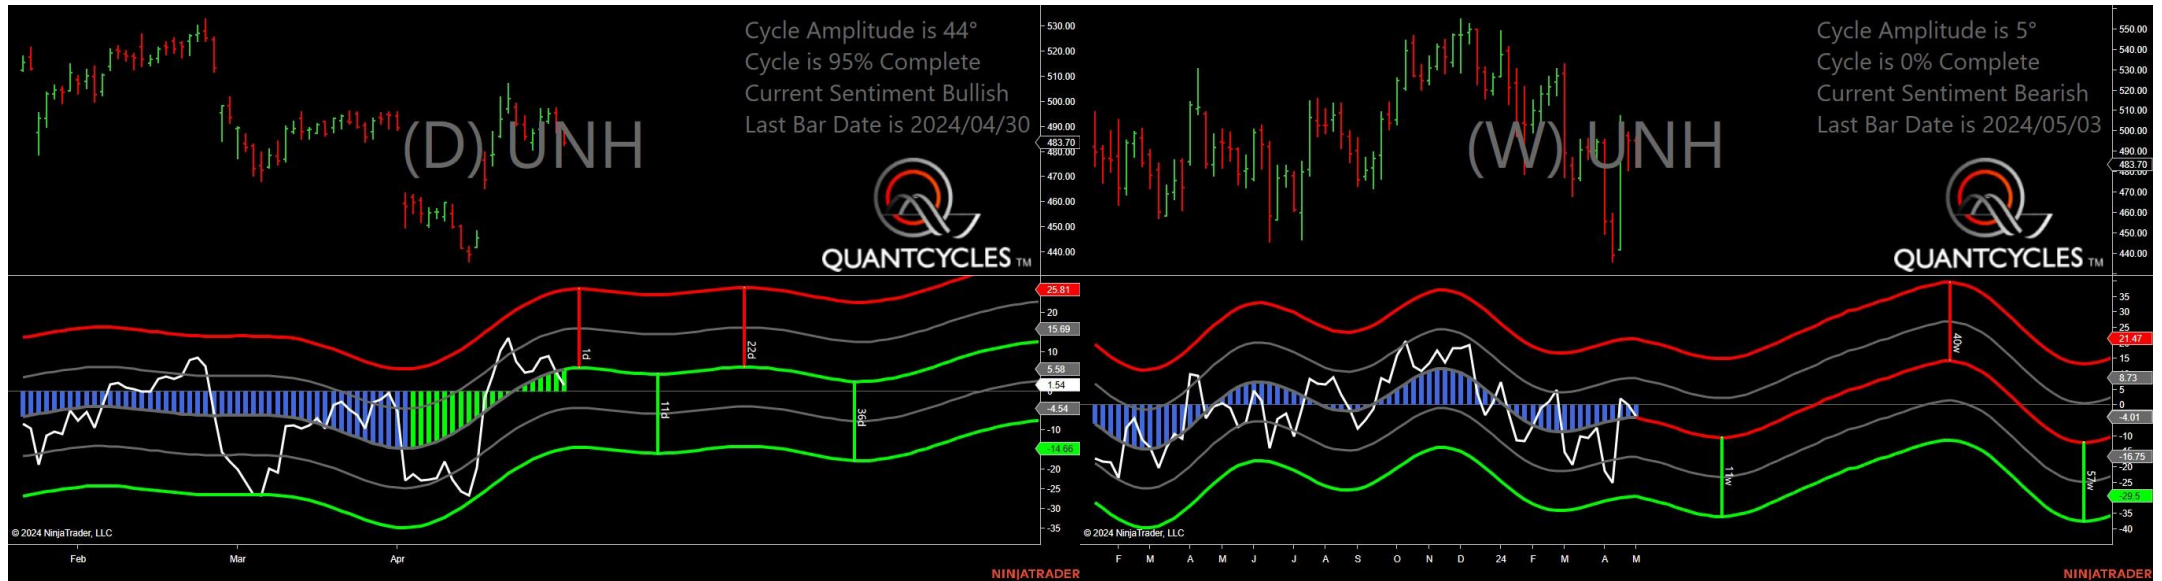 Cycle Amplitude is 44°
Cycle is 95% Complete
Current Sentiment Bullish
Last Bar Date is 2024/04/30
(D) UNH
QUANTCYCLES TM
530.00
520.00
510.00
500.00
490.00
483.70
480.00
470.00
460.00
450.00
440.00
25.81
20
15.69
10
5.58
1.54
0
-4.54
-10
-14.66
-20
-25
-30
-35
1d
22d
11d
36d
© 2024 NinjaTrader, LLC
Feb Mar Apr
NINJATRADER
Cycle Amplitude is 5°
Cycle is 0% Complete
Current Sentiment Bearish
Last Bar Date is 2024/05/03
(W) UNH
QUANTCYCLES TM
550.00
540.00
530.00
520.00
510.00
500.00
490.00
483.70
480.00
470.00
460.00
450.00
440.00
35
30
25
21.47
15
8.73
5
0
-4.01
-10
-16.75
-20
-25
-29.5
-35
-40
40w
11w
57w
© 2024 NinjaTrader, LLC
F M A M J J A S O N D 24 F M A M
NINJATRADER